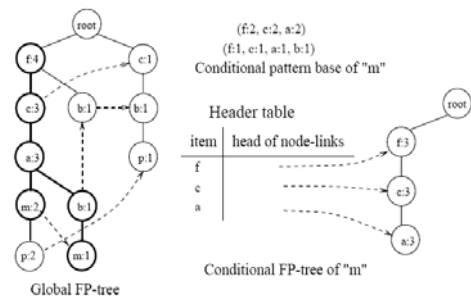 root
f:4
c:1
c:3
b:1
b:1
a:3
p:1
m:2
b:1
p:2
m:1
Global FP-tree
(f:2, c:2, a:2)
(f:1, c:1, a:1, b:1)
Conditional pattern base of "m"
Header table
item head of node-links
f
c
a
root
f:3
c:3
a:3
Conditional FP-tree of "m"